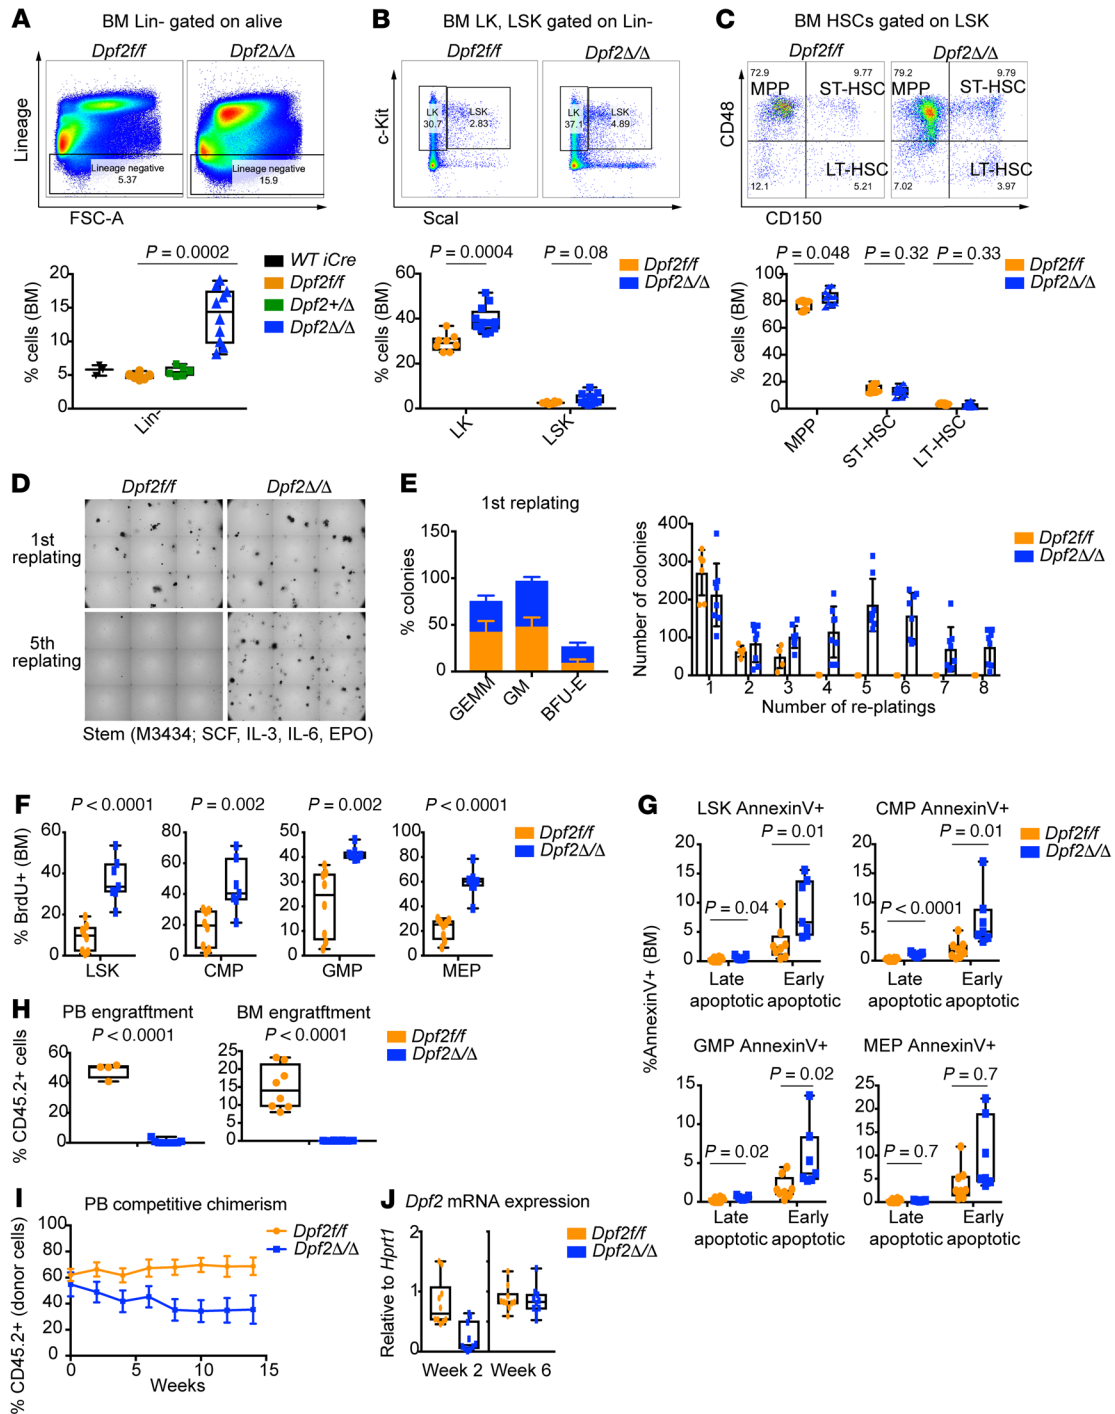 A
BM Lin- gated on alive
Dpf2f/f
Dpf2Δ/Δ
Lineage
Lineage negative
5.37
Lineage negative
15.9
FSC-A
P = 0.0002
% cells (BM)
20
15
10
5
0
Lin-
WT iCre
Dpf2f/f
Dpf2+/Δ
Dpf2Δ/Δ
B
BM LK, LSK gated on Lin-
Dpf2f/f
Dpf2Δ/Δ
c-Kit
LK
30.7
LSK
2.83
LK
37.1
LSK
4.89
ScaI
P = 0.0004
P = 0.08
% cells (BM)
60
40
20
0
LK
LSK
Dpf2f/f
Dpf2Δ/Δ
C
BM HSCs gated on LSK
Dpf2f/f
Dpf2Δ/Δ
CD48
72.9
9.77
MPP
ST-HSC
LT-HSC
12.1
5.21
79.2
9.79
MPP
ST-HSC
LT-HSC
7.02
3.97
CD150
P = 0.048
P = 0.32
P = 0.33
% cells (BM)
100
80
60
40
20
0
MPP
ST-HSC
LT-HSC
Dpf2f/f
Dpf2Δ/Δ
D
Dpf2f/f
Dpf2Δ/Δ
1st
replating
5th
replating
Stem (M3434; SCF, IL-3, IL-6, EPO)
E
1st replating
% colonies
150
100
50
0
GEMM
GM
BFU-E
Number of colonies
400
300
200
100
0
1 2 3 4 5 6 7 8
Number of re-platings
Dpf2f/f
Dpf2Δ/Δ
F
P < 0.0001
P = 0.002
P = 0.002
P < 0.0001
% BrdU+ (BM)
60
40
20
0
LSK
80
60
40
20
0
CMP
50
40
30
20
10
0
GMP
100
80
60
40
20
0
MEP
Dpf2f/f
Dpf2Δ/Δ
G
%AnnexinV+ (BM)
LSK AnnexinV+
P = 0.01
P = 0.04
20
15
10
5
0
Late
apoptotic
Early
apoptotic
CMP AnnexinV+
P = 0.01
P < 0.0001
20
15
10
5
0
Late
apoptotic
Early
apoptotic
Dpf2f/f
Dpf2Δ/Δ
GMP AnnexinV+
P = 0.02
P = 0.02
15
10
5
0
Late
apoptotic
Early
apoptotic
MEP AnnexinV+
P = 0.7
P = 0.7
25
20
15
10
5
0
Late
apoptotic
Early
apoptotic
H
PB engraftment
P < 0.0001
% CD45.2+ cells
60
40
20
0
BM engraftment
P < 0.0001
25
20
15
10
5
0
Dpf2f/f
Dpf2Δ/Δ
I
PB competitive chimerism
% CD45.2+ (donor cells)
100
80
60
40
20
0
0 5 10 15
Weeks
Dpf2f/f
Dpf2Δ/Δ
J
Dpf2 mRNA expression
Relative to Hprt1
2
1
0
Week 2
Week 6
Dpf2f/f
Dpf2Δ/Δ